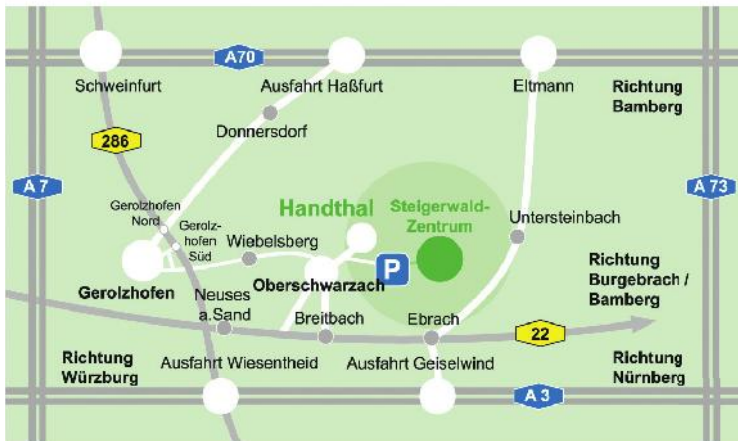 A70
Schweinfurt
Ausfahrt Haßfurt
Eltmann
Richtung
Bamberg
Donnersdorf
286
A 7
A 73
Gerolzhofen
Nord
Gerolz-
hofen
Süd
Handthal
Steigerwald-
Zentrum
Untersteinbach
Wiebelsberg
P
Gerolzhofen
Oberschwarzach
Richtung
Burgebrach /
Bamberg
Neuses
a.Sand
Breitbach
Ebrach
22
Richtung
Würzburg
Ausfahrt Wiesentheid
Ausfahrt Geiselwind
Richtung
Nürnberg
A 3